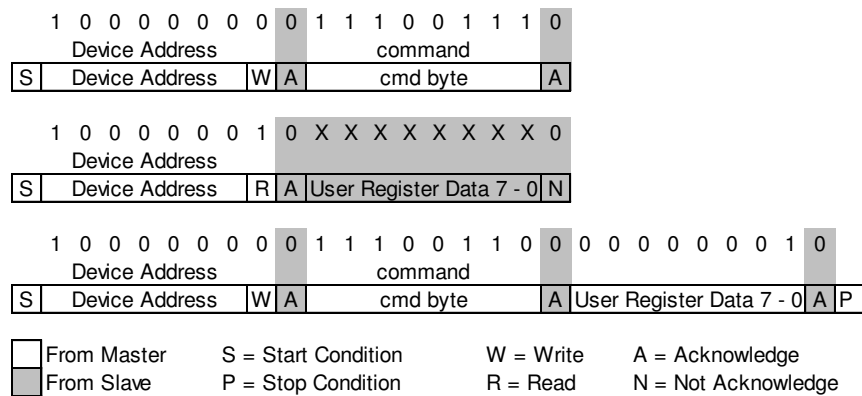 1 0 0 0 0 0 0 0 0 1 1 1 0 0 1 1 1 0
Device Address command
S Device Address W A cmd byte A
1 0 0 0 0 0 0 1 0 X X X X X X X X 0
Device Address
S Device Address R A User Register Data 7 - 0 N
1 0 0 0 0 0 0 0 0 1 1 1 0 0 1 1 0 0 0 0 0 0 0 0 0 1 0
Device Address command
S Device Address W A cmd byte A User Register Data 7 - 0 A P
From Master S = Start Condition W = Write A = Acknowledge
From Slave P = Stop Condition R = Read N = Not Acknowledge